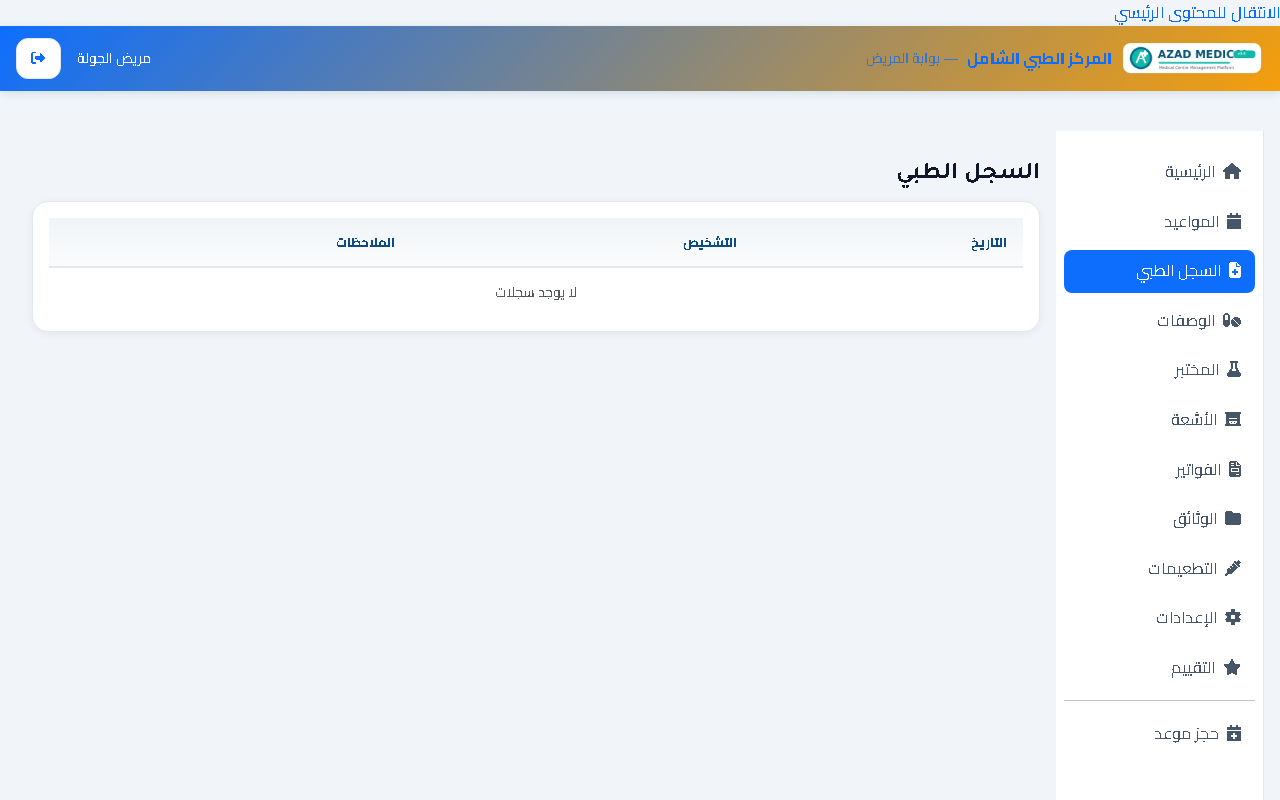 الانتقال للمحتوى الرئيسي
AZAD MEDIC
Medical Center Management Platform
المركز الطبي الشامل — بوابة المريض
مريض الجولة
الرئيسية
المواعيد
السجل الطبي
الوصفات
المختبر
الأشعة
الفواتير
الوثائق
التطعيمات
الإعدادات
التقييم
حجز موعد
السجل الطبي
التاريخ التشخيص الملاحظات
لا يوجد سجلات